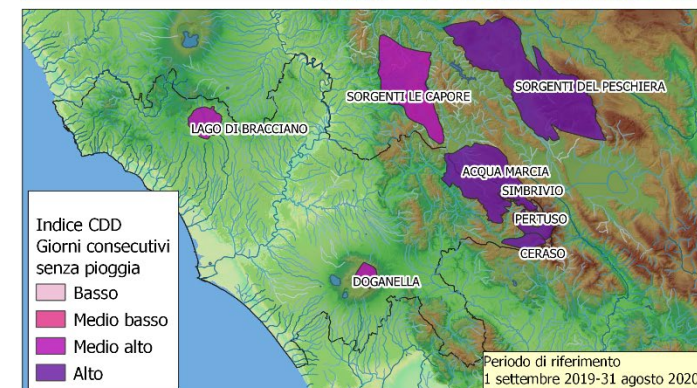 SORGENTI LE CAPORE
SORGENTI DEL PESCHIERA
LAGO DI BRACCIANO
ACQUA MARCIA
SIMBRIVIO
PERTUSO
CERASO
DOGANELLA
Indice CDD
Giorni consecutivi
senza pioggia
Basso
Medio basso
Medio alto
Alto
Periodo di riferimento
1 settembre 2019-31 agosto 2020